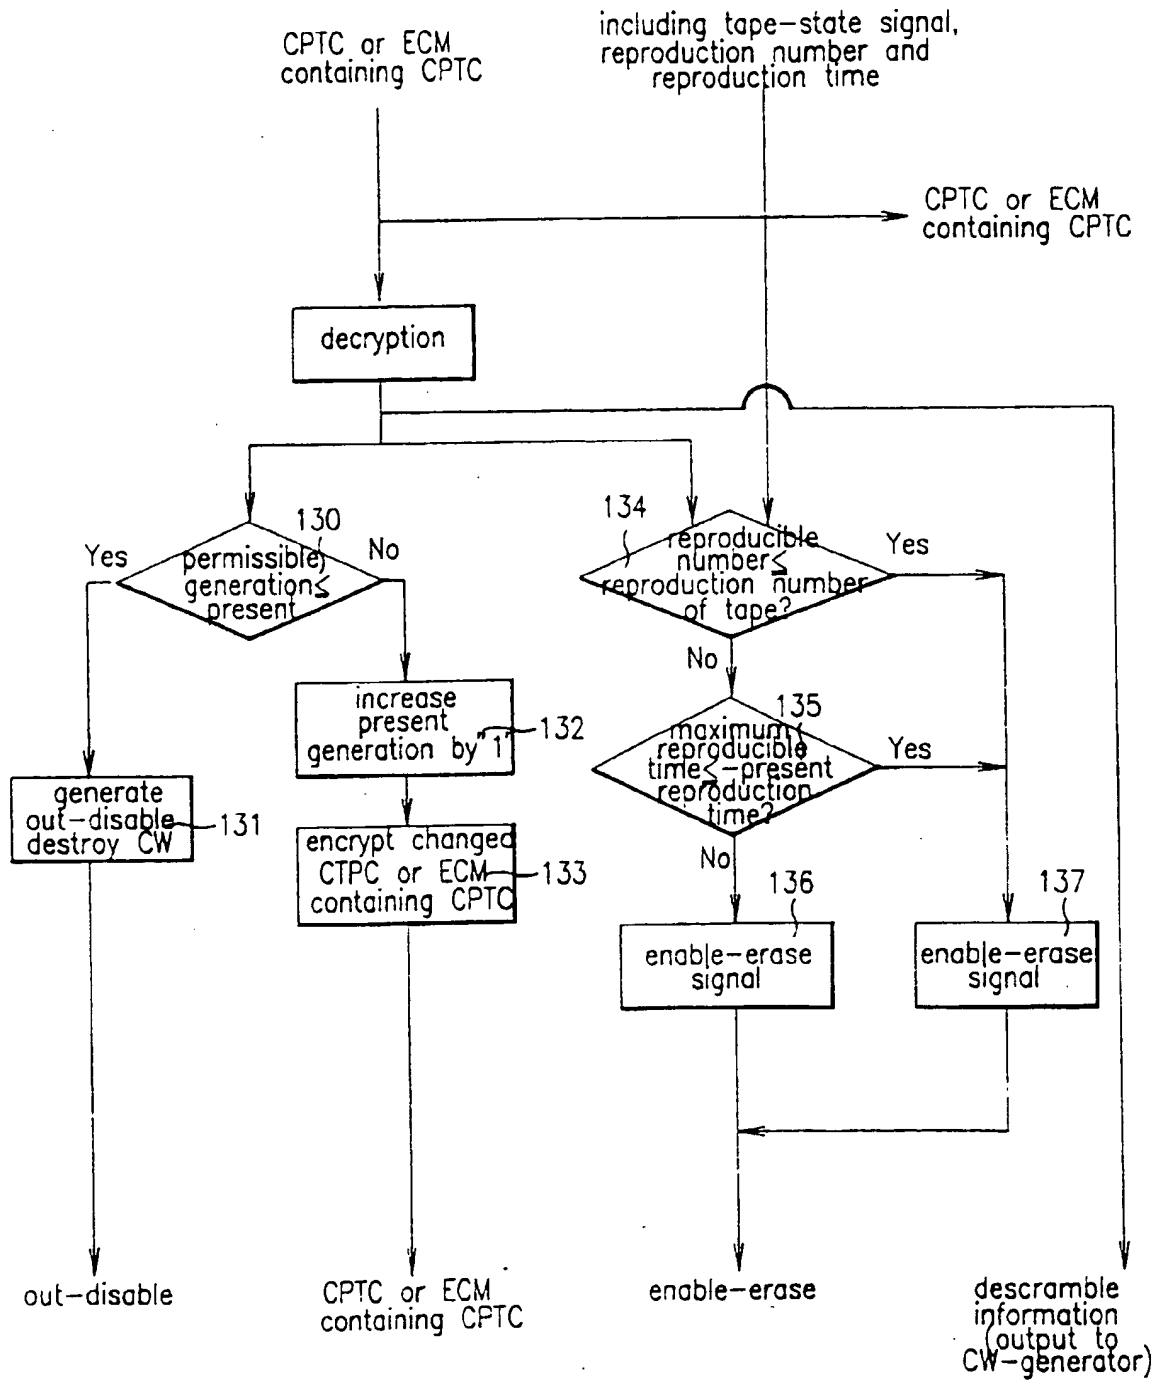 CPTC or ECM
containing CPTC
including tape-state signal,
reproduction number and
reproduction time
CPTC or ECM
containing CPTC
decryption
130
Yes
permissible
generation≤
present
No
134
reproducible
number≤
reproduction number
of tape?
Yes
No
increase
present
generation by "1"
132
135
maximum
reproducible
time≤-present
reproduction
time?
Yes
No
generate
out-disable
destroy CW
131
encrypt changed
CTPC or ECM
containing CPTC
133
136
enable-erase
signal
137
enable-erase
signal
out-disable
CPTC or ECM
containing CPTC
enable-erase
descramble
information
(output to
CW-generator)